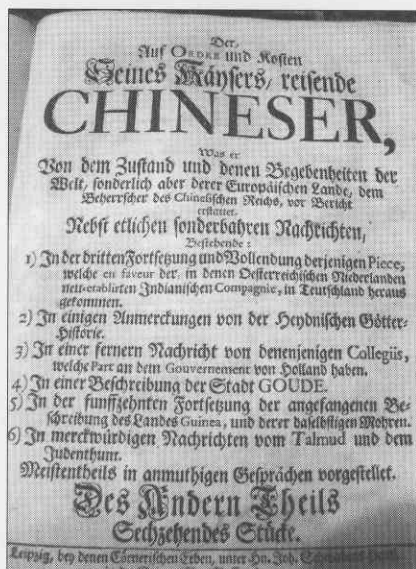 Der,
Auf ORDRE und Kosten
Seines Käysers, reisende
CHINESER,
Was er
Von dem Zustand und denen Begebenheiten der
Welt, sonderlich aber derer Europäischen Lande, dem
Beherrscher des Chinesischen Reichs, vor Bericht
erstattet.
Nebst etlichen sonderbahren Nachrichten,
Bestehende:
1) In der dritten Fortsetzung und Vollendung derjenigen Piece,
welche en faveur der, in denen Oesterreichischen Niederlanden
neu-etablirten Indianischen Compagnie, in Teutschland heraus
gekommen.
2) In einigen Anmerckungen von der Heydnischen Götter-
Historie.
3) In einer fernern Nachricht von denenjenigen Collegiis,
welche Part an dem Gouvernement von Holland haben.
4) In einer Beschreibung der Stadt GOUDE.
5) In der funffzehnten Fortsetzung der angefangenen Be-
schreibung des Landes Guinea, und derer daselbstigen Mohren.
6) In merckwürdigen Nachrichten vom Talmud und dem
Judenthum.
Meistentheils in anmuthigen Gesprächen vorgestellet.
Des Andern Theils
Sechzehendes Stücke.
Leipzig, bey denen Cörnerischen Erben, unter Hn. Joh.